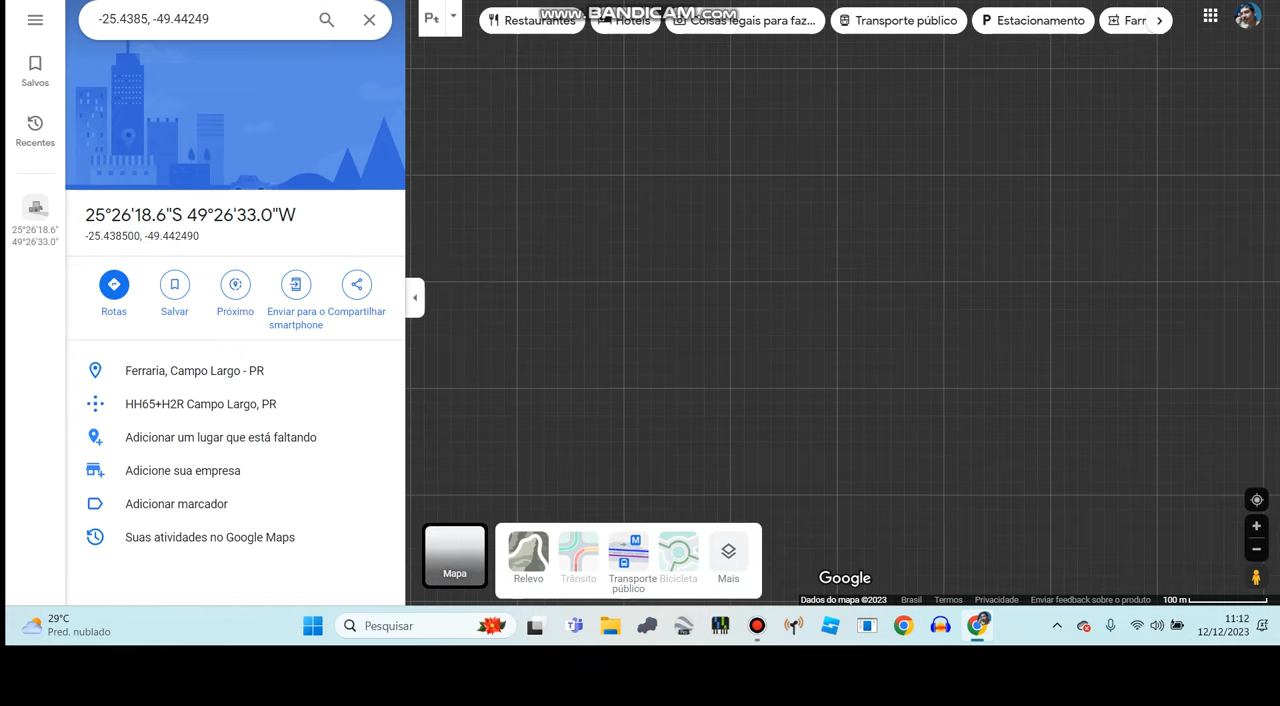 -25.4385, -49.44249
Pt
www.BANDICAM.com
Restaurantes
Hotéis
Coisas legais para faz...
Transporte público
P Estacionamento
Farr
Salvos
Recentes
25°26'18.6"
49°26'33.0"
25°26'18.6"S 49°26'33.0"W
-25.438500, -49.442490
Rotas
Salvar
Próximo
Enviar para o smartphone
Compartilhar
Ferraria, Campo Largo - PR
HH65+H2R Campo Largo, PR
Adicionar um lugar que está faltando
Adicione sua empresa
Adicionar marcador
Suas atividades no Google Maps
Mapa
Relevo
Trânsito
M
Transporte público
Bicicleta
Mais
Google
Dados do mapa ©2023 Brasil Termos Privacidade Enviar feedback sobre o produto 100 m
29°C
Pred. nublado
Pesquisar
11:12
12/12/2023